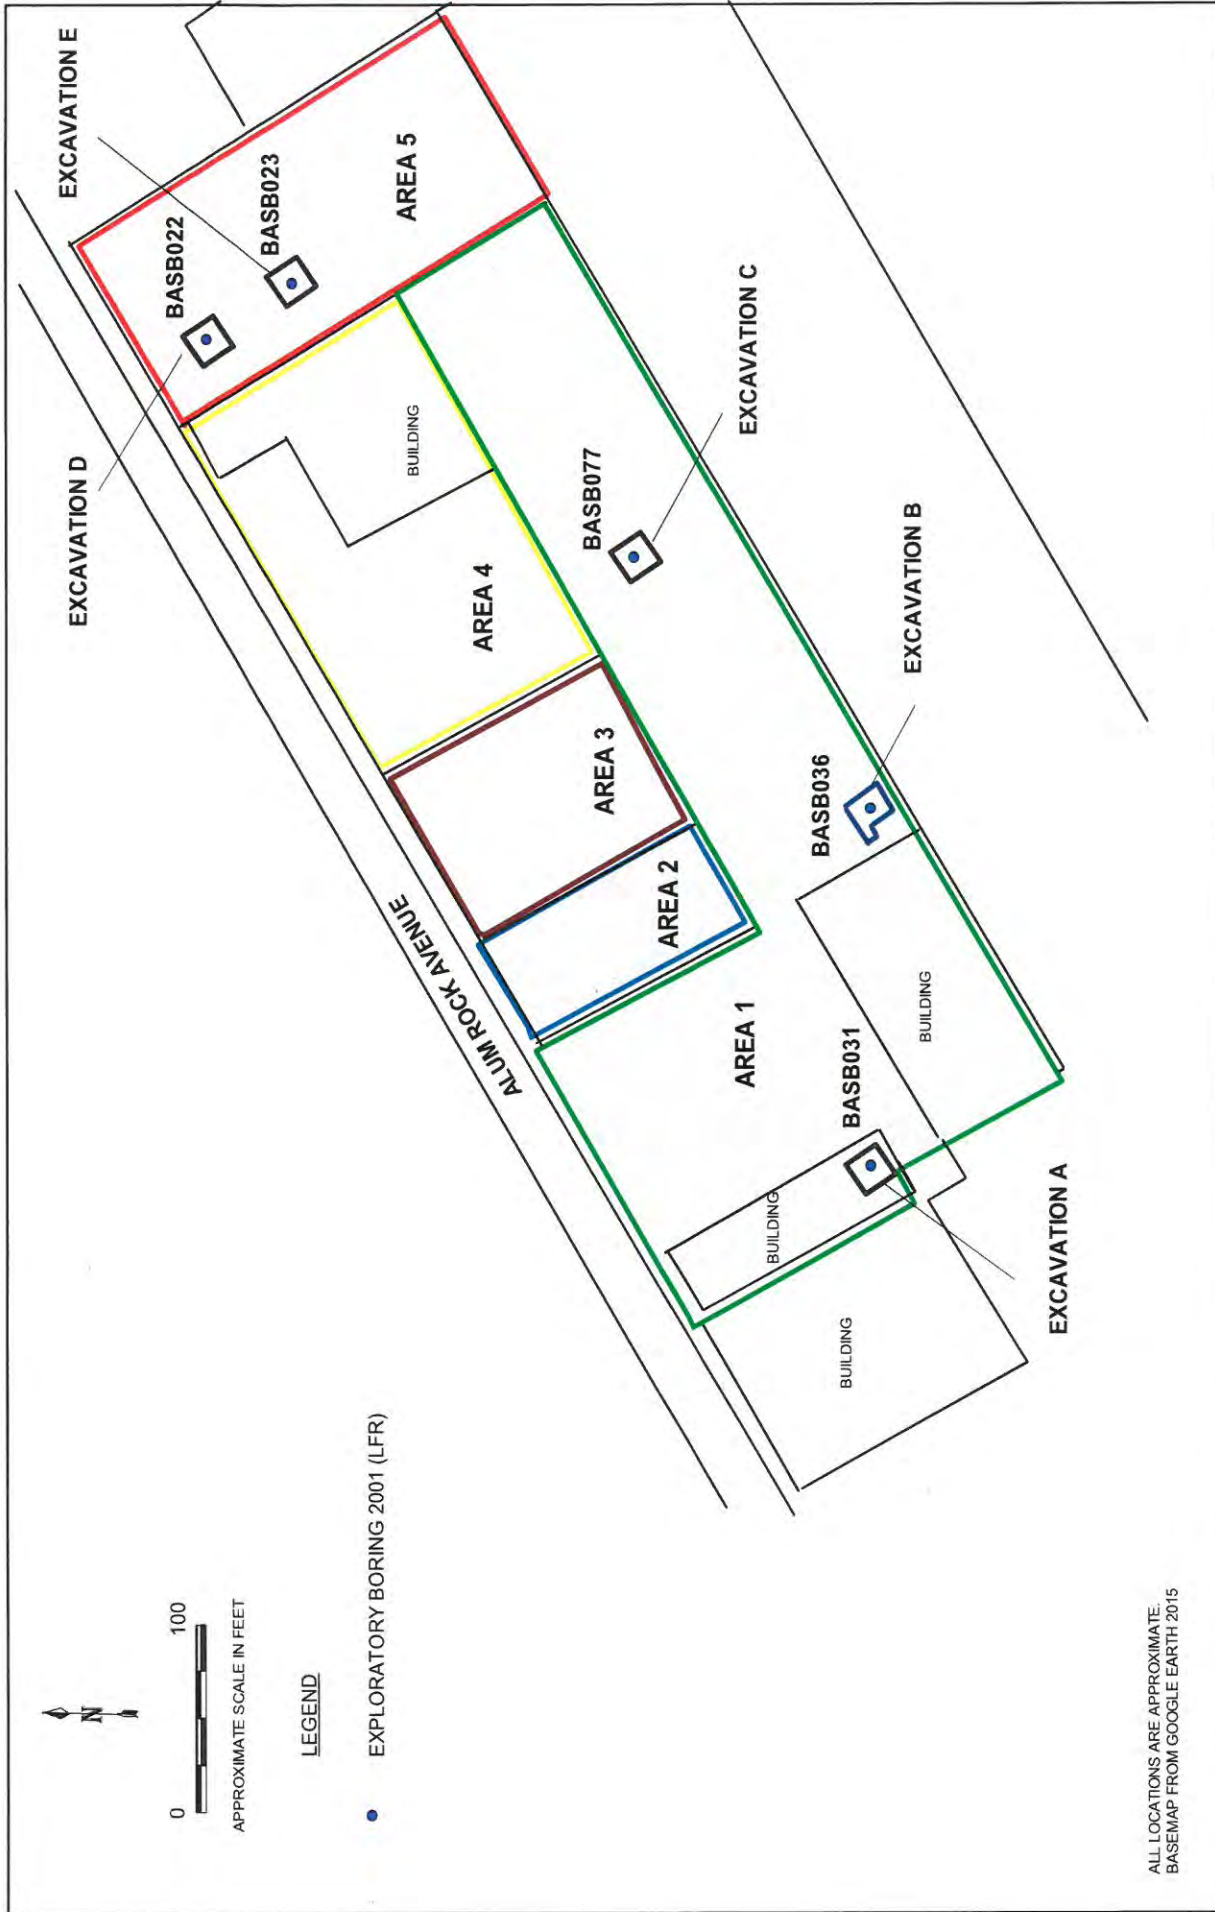 N
0 100
APPROXIMATE SCALE IN FEET
LEGEND
EXPLORATORY BORING 2001 (LFR)
ALL LOCATIONS ARE APPROXIMATE.
BASEMAP FROM GOOGLE EARTH 2015
ALUM ROCK AVENUE
EXCAVATION D
EXCAVATION E
BASB022
BASB023
AREA 5
BUILDING
AREA 4
BASB077
EXCAVATION C
AREA 3
AREA 2
BASB036
EXCAVATION B
AREA 1
BUILDING
BASB031
BUILDING
BUILDING
EXCAVATION A